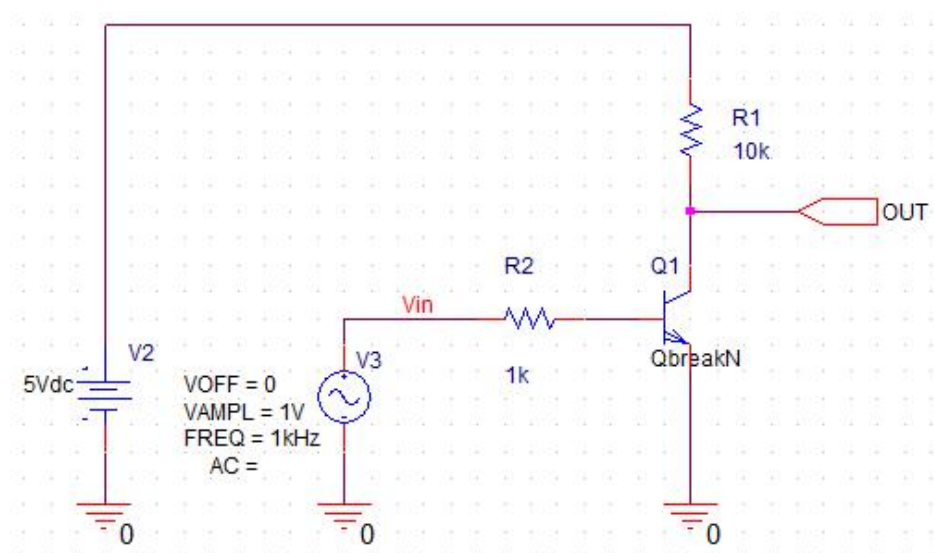 R1
10k
OUT
R2
Q1
Vin
V2
V3
QbreakN
5Vdc
VOFF = 0
1k
VAMPL = 1V
FREQ = 1kHz
AC =
0
0
0